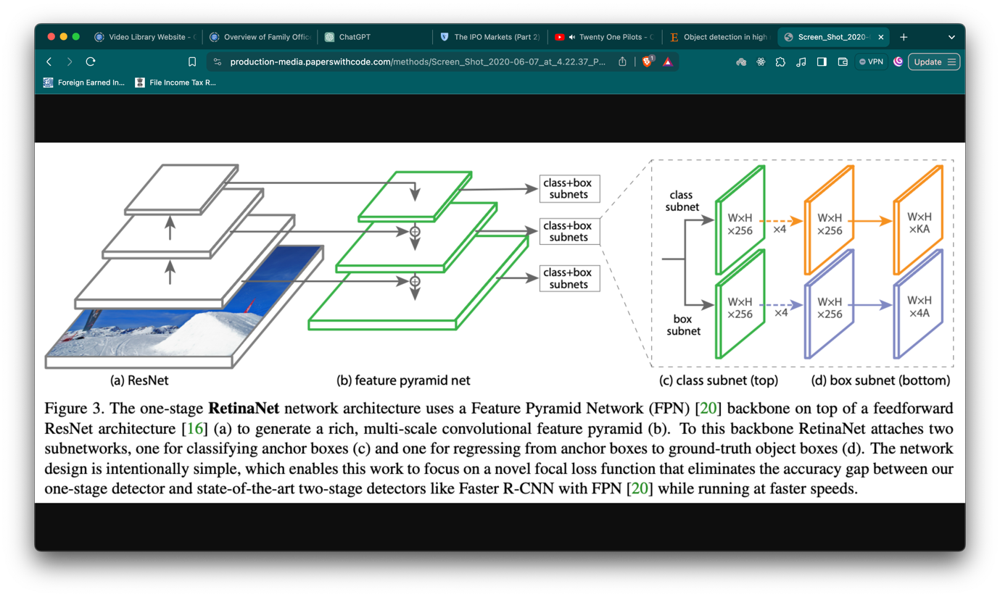 Video Library Website - G
Overview of Family Offic
ChatGPT
The IPO Markets (Part 2)
Twenty One Pilots - C
Object detection in high
Screen_Shot_2020-
production-media.paperswithcode.com/methods/Screen_Shot_2020-06-07_at_4.22.37_P...
1
VPN
Update
Foreign Earned In...
File Income Tax R...
class+box
subnets
class+box
subnets
class+box
subnets
class
subnet
W×H
×256
×4
W×H
×256
W×H
×KA
box
subnet
W×H
×256
×4
W×H
×256
W×H
×4A
(a) ResNet
(b) feature pyramid net
(c) class subnet (top)
(d) box subnet (bottom)
Figure 3. The one-stage RetinaNet network architecture uses a Feature Pyramid Network (FPN) [20] backbone on top of a feedforward
ResNet architecture [16] (a) to generate a rich, multi-scale convolutional feature pyramid (b). To this backbone RetinaNet attaches two
subnetworks, one for classifying anchor boxes (c) and one for regressing from anchor boxes to ground-truth object boxes (d). The network
design is intentionally simple, which enables this work to focus on a novel focal loss function that eliminates the accuracy gap between our
one-stage detector and state-of-the-art two-stage detectors like Faster R-CNN with FPN [20] while running at faster speeds.